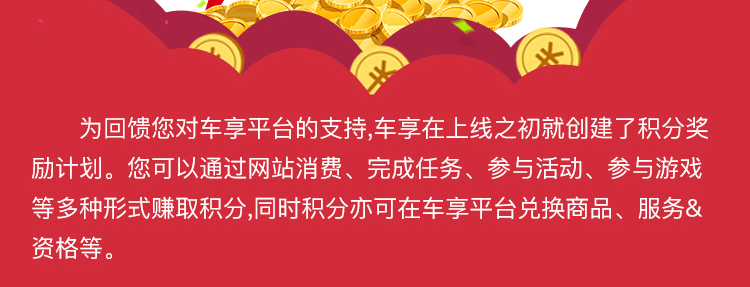 为回馈您对车享平台的支持,车享在上线之初就创建了积分奖
励计划。您可以通过网站消费、完成任务、参与活动、参与游戏
等多种形式赚取积分,同时积分亦可在车享平台兑换商品、服务&
资格等。